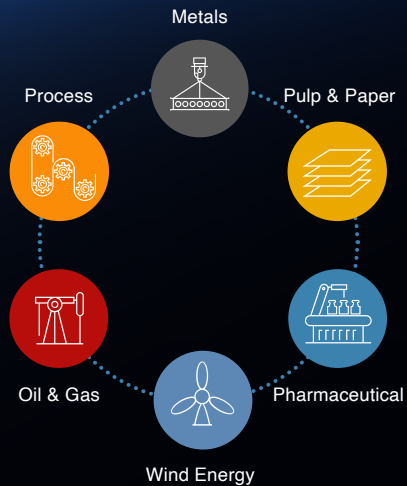 Metals
Process
Pulp & Paper
Oil & Gas
Pharmaceutical
Wind Energy